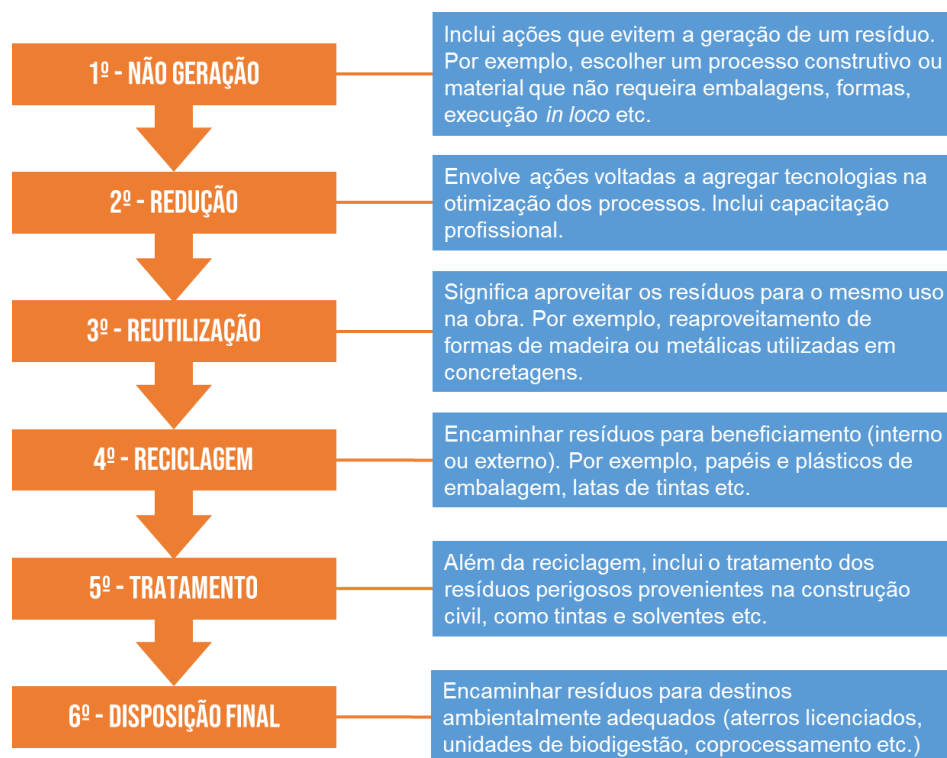 1º - NÃO GERAÇÃO
Inclui ações que evitem a geração de um resíduo.
Por exemplo, escolher um processo construtivo ou
material que não requeira embalagens, formas,
execução in loco etc.
2º - REDUÇÃO
Envolve ações voltadas a agregar tecnologias na
otimização dos processos. Inclui capacitação
profissional.
3º - REUTILIZAÇÃO
Significa aproveitar os resíduos para o mesmo uso
na obra. Por exemplo, reaproveitamento de
formas de madeira ou metálicas utilizadas em
concretagens.
4º - RECICLAGEM
Encaminhar resíduos para beneficiamento (interno
ou externo). Por exemplo, papéis e plásticos de
embalagem, latas de tintas etc.
5º - TRATAMENTO
Além da reciclagem, inclui o tratamento dos
resíduos perigosos provenientes na construção
civil, como tintas e solventes etc.
6º - DISPOSIÇÃO FINAL
Encaminhar resíduos para destinos
ambientalmente adequados (aterros licenciados,
unidades de biodigestão, coprocessamento etc.)